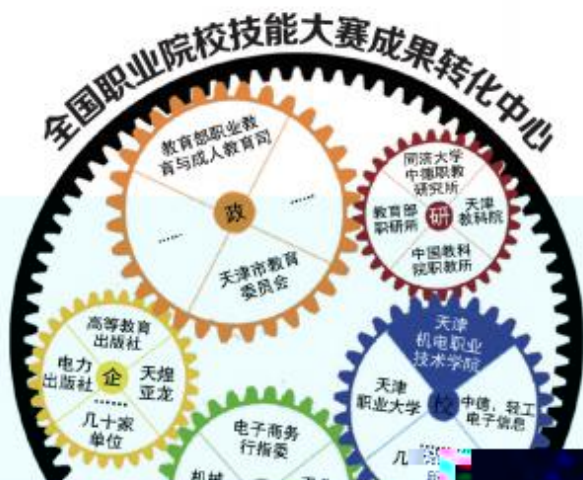 全国职业院校技能大赛成果转化中心
教育部职业教
育与成人教育司
政
......
......
天津市教育
委员会
同济大学
中德职教
研究所
教育部
职研所
研
天津
教科院
中国教科
院职教所
高等教育
出版社
电力
出版社
企
天煌
亚龙
......
几十家
单位
天津
机电职业
技术学院
天津
职业大学
校
中德、轻工
电子信息
......
几
电子商务
行指委
机械